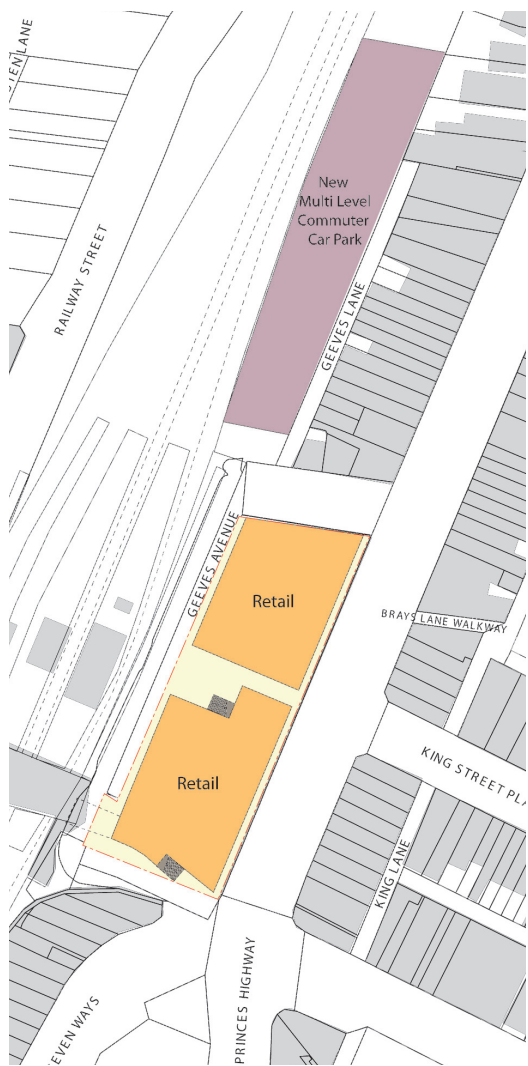 STEN LANE
RAILWAY STREET
New
Multi Level
Commuter
Car Park
GEEVES LANE
GEEVES AVENUE
Retail
BRAYS LANE WALKWAY
KING STREET PLA
Retail
KING LANE
PRINCES HIGHWAY
EVEN WAYS